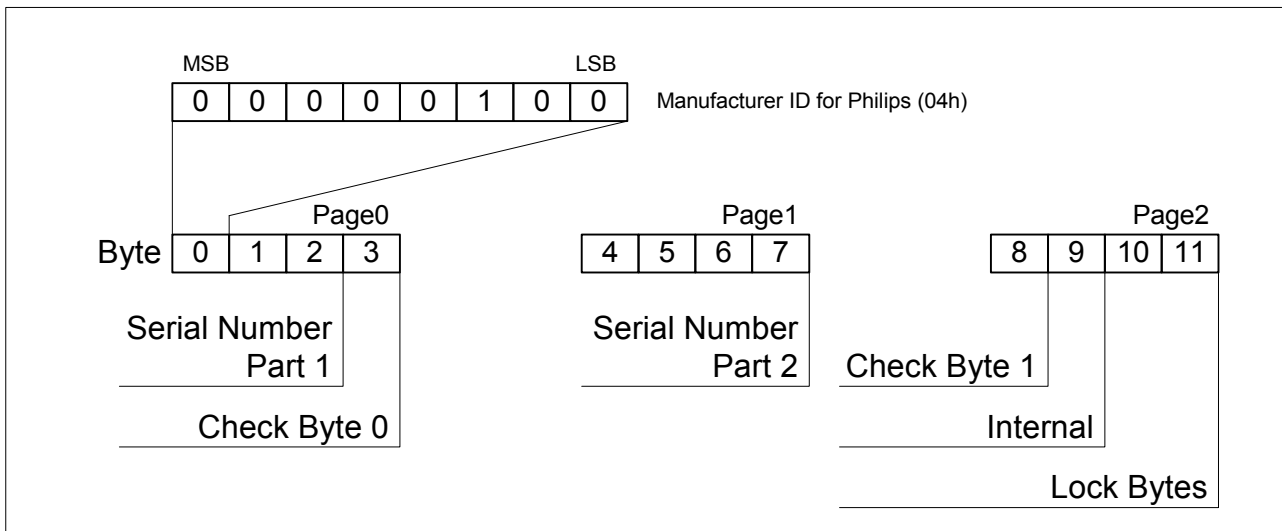 MSB LSB
0 0 0 0 0 1 0 0 Manufacturer ID for Philips (04h)
Page0 Page1 Page2
Byte 0 1 2 3 4 5 6 7 8 9 10 11
Serial Number Serial Number
Part 1 Part 2 Check Byte 1
Check Byte 0 Internal
Lock Bytes